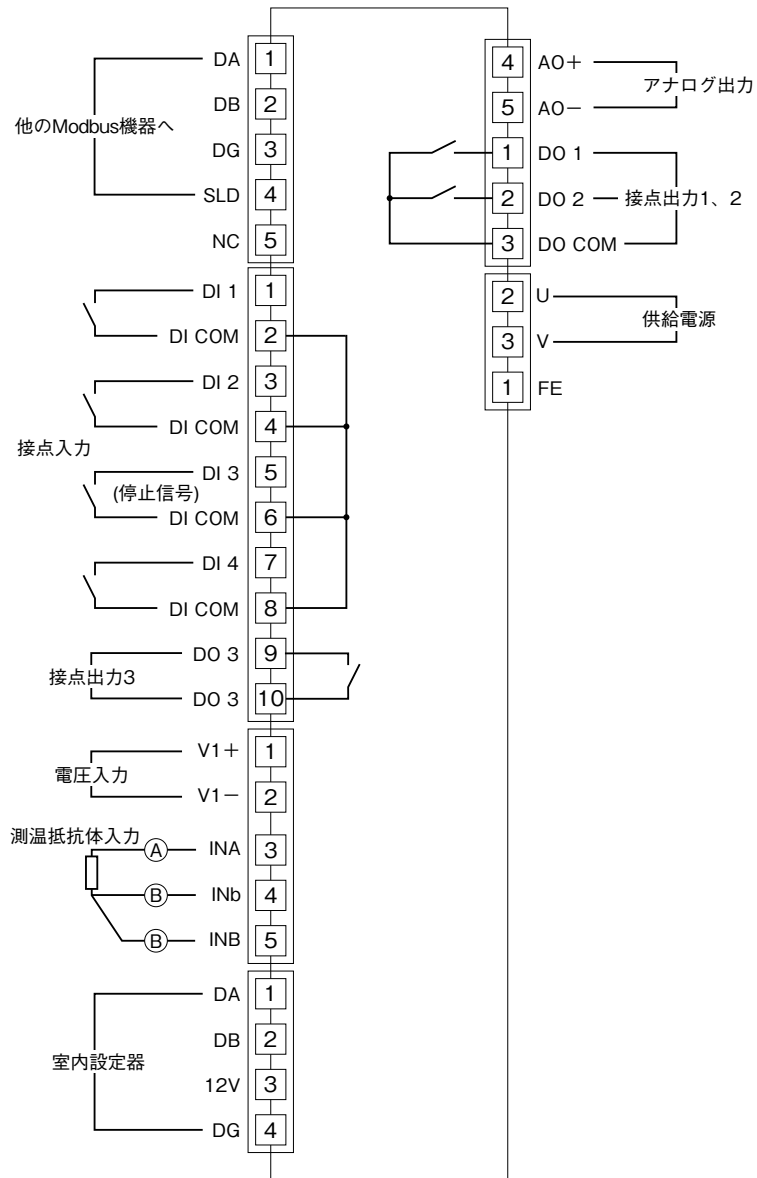 他のModbus機器へ
DA 1
DB 2
DG 3
SLD 4
NC 5
接点入力
DI 1 1
DI COM 2
DI 2 3
DI COM 4
DI 3 5
(停止信号)
DI COM 6
DI 4 7
DI COM 8
接点出力3
DO 3 9
DO 3 10
電圧入力
V1＋ 1
V1－ 2
測温抵抗体入力
A INA 3
B INb 4
B INB 5
室内設定器
DA 1
DB 2
12V 3
DG 4
4 AO＋
5 AO－
アナログ出力
1 DO 1
2 DO 2 接点出力1、2
3 DO COM
2 U
3 V
供給電源
1 FE